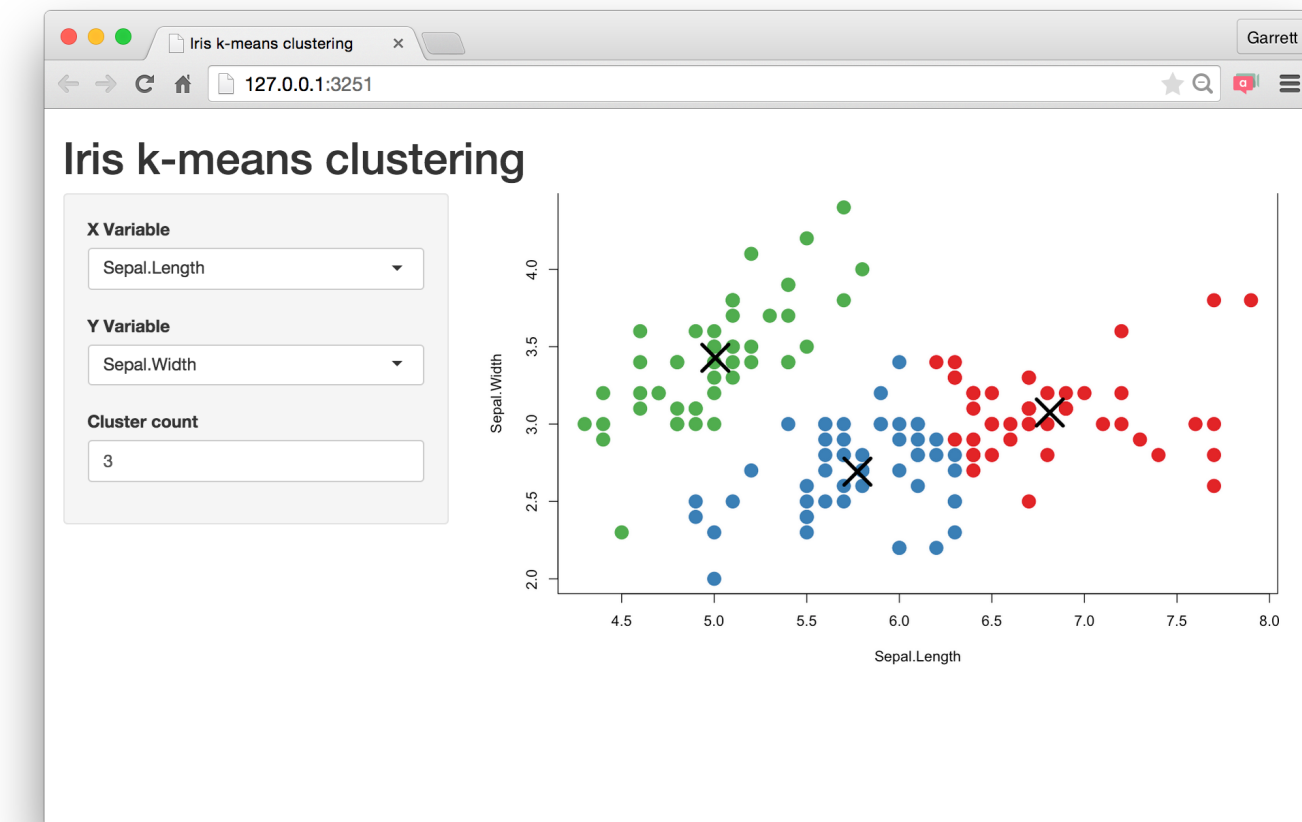 Iris k-means clustering
Garrett
127.0.0.1:3251
a
Iris k-means clustering
X Variable
Sepal.Length
Y Variable
Sepal.Width
Cluster count
3
Sepal.Width
4.0
3.5
3.0
2.5
2.0
4.5 5.0 5.5 6.0 6.5 7.0 7.5 8.0
Sepal.Length